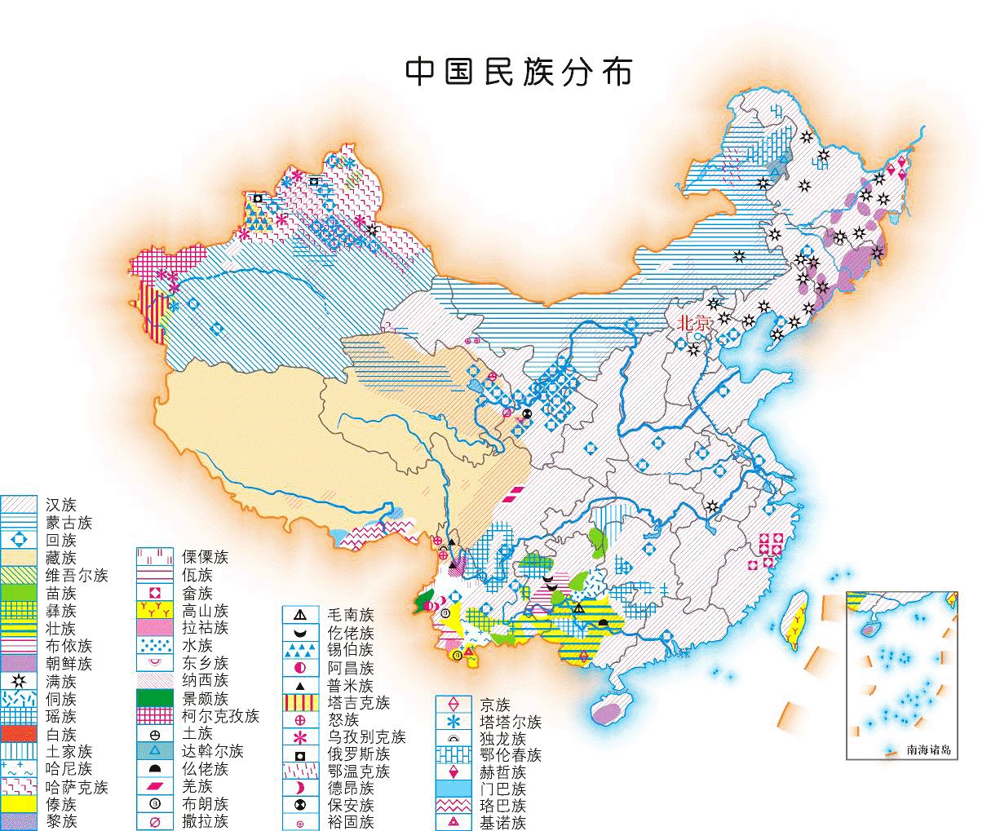 中国民族分布
北京
汉族
蒙古族
回族
藏族
维吾尔族
苗族
彝族
壮族
布依族
朝鲜族
满族
侗族
瑶族
白族
土家族
哈尼族
哈萨克族
傣族
黎族
傈僳族
佤族
畲族
高山族
拉祜族
水族
东乡族
纳西族
景颇族
柯尔克孜族
土族
达斡尔族
仫佬族
羌族
布朗族
撒拉族
毛南族
仡佬族
锡伯族
阿昌族
普米族
塔吉克族
怒族
乌孜别克族
俄罗斯族
鄂温克族
德昂族
保安族
裕固族
京族
塔塔尔族
独龙族
鄂伦春族
赫哲族
门巴族
珞巴族
基诺族
南海诸岛